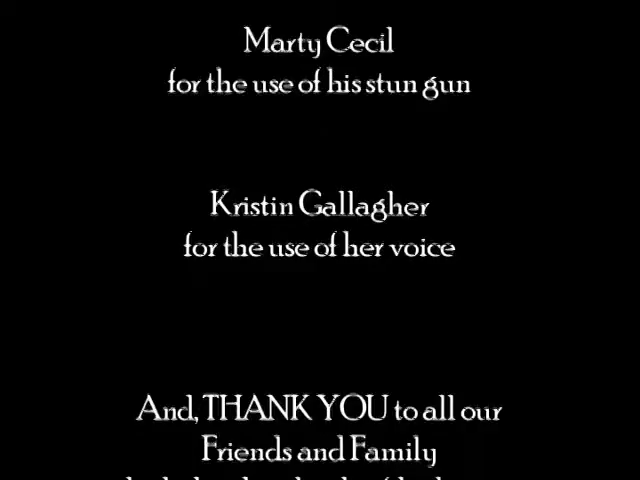 Marty Cecil
for the use of his stun gun
Kristin Gallagher
for the use of her voice
And, THANK YOU to all our
Friends and Family